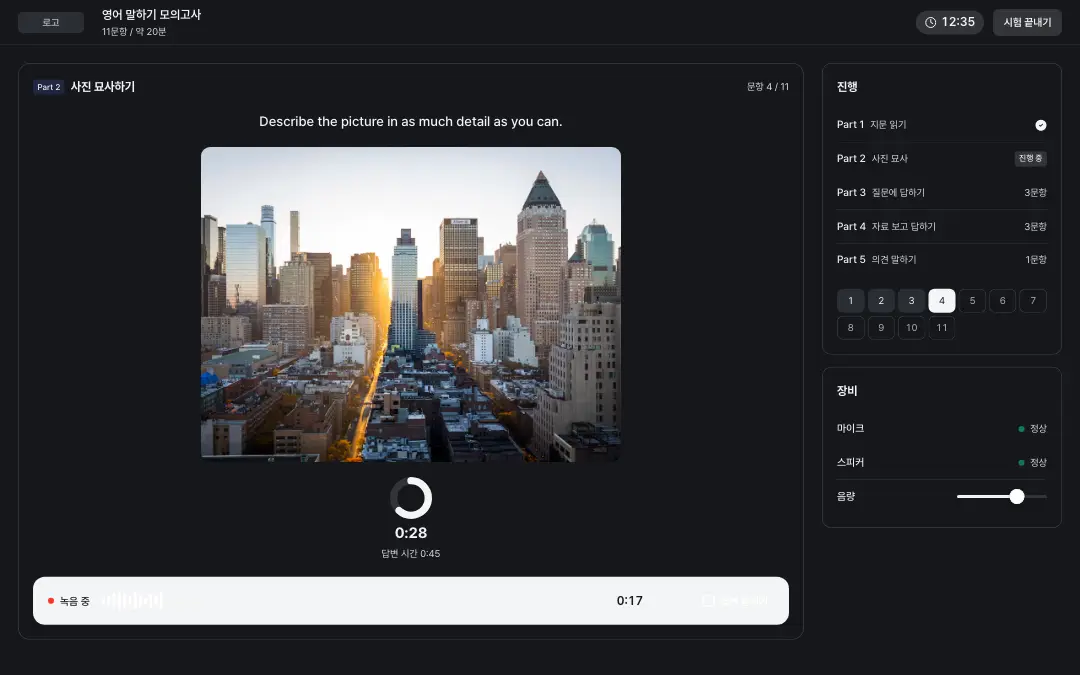 로고
영어 말하기 모의고사
11문항 / 약 20분
12:35
시험 끝내기
Part 2 사진 묘사하기
문항 4 / 11
Describe the picture in as much detail as you can.
0:28
답변 시간 0:45
녹음 중
0:17
진행
Part 1 지문 읽기
Part 2 사진 묘사 진행 중
Part 3 질문에 답하기 3문항
Part 4 자료 보고 답하기 3문항
Part 5 의견 말하기 1문항
1 2 3 4 5 6 7
8 9 10 11
장비
마이크 정상
스피커 정상
음량